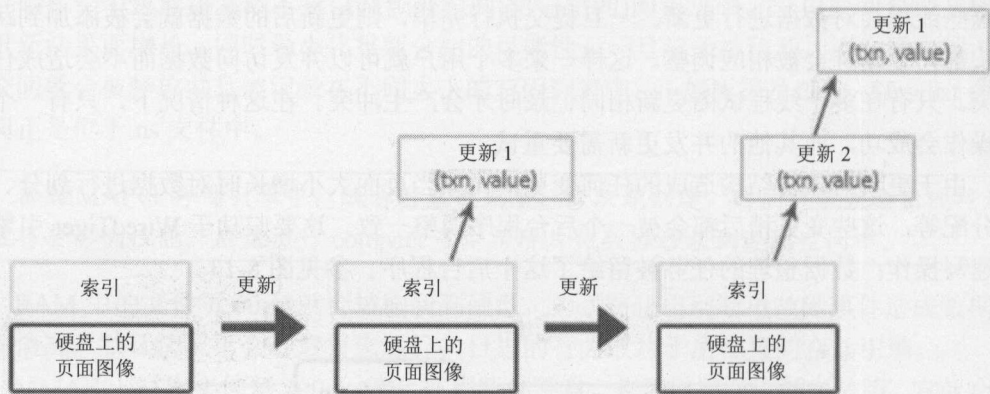 更新 1
(txn, value)
更新 1
(txn, value)
更新 2
(txn, value)
索引
更新
索引
更新
索引
硬盘上的
页面图像
硬盘上的
页面图像
硬盘上的
页面图像